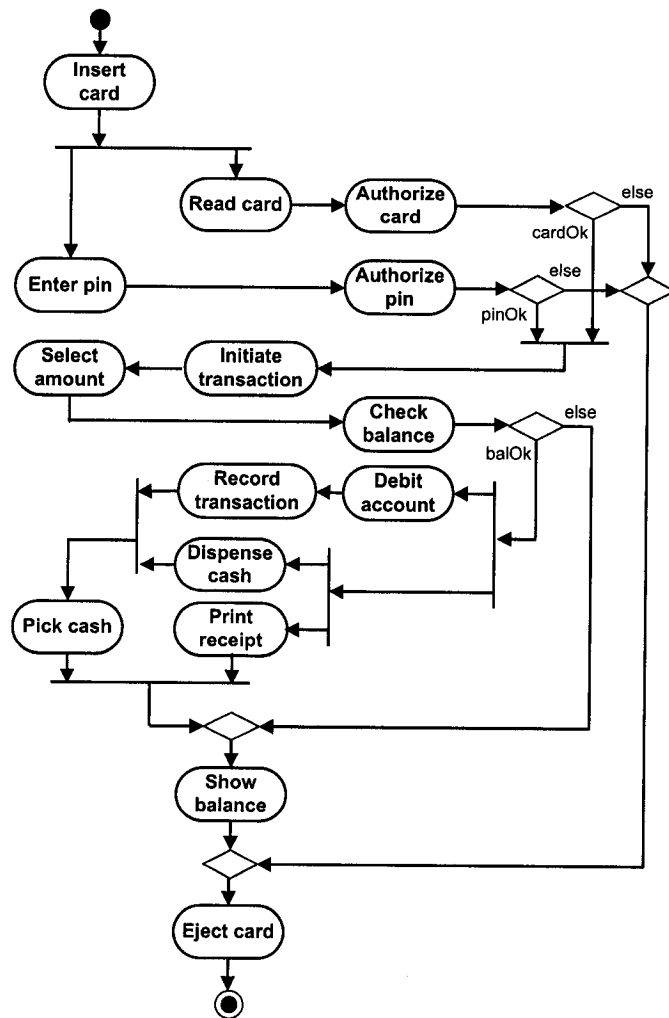 Insert
card
Read card
Authorize
card
else
cardOk
Enter pin
Authorize
pin
else
pinOk
Select
amount
Initiate
transaction
Check
balance
else
balOk
Record
transaction
Debit
account
Dispense
cash
Pick cash
Print
receipt
Show
balance
Eject card